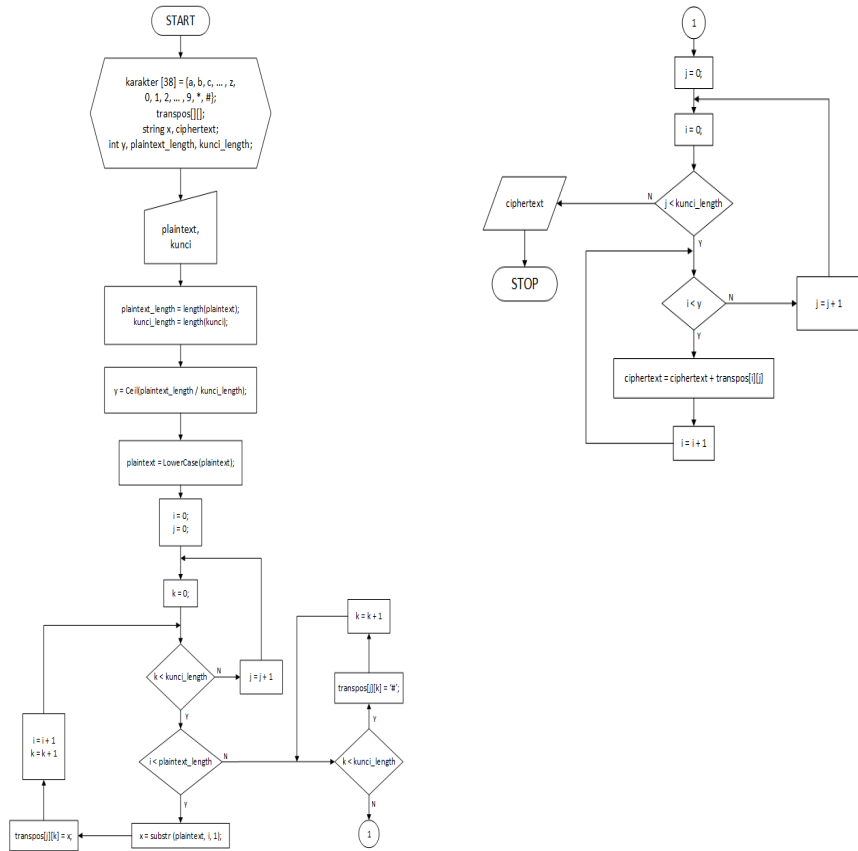 START
karakter [38] = {a, b, c, ... , z,
0, 1, 2, ... , 9, *, #};
transpos[][];
string x, ciphertext;
int y, plaintext_length, kunci_length;
plaintext,
kunci
plaintext_length = length(plaintext);
kunci_length = length(kunci);
y = Ceil(plaintext_length / kunci_length);
plaintext = LowerCase(plaintext);
i = 0;
j = 0;
k = 0;
k < kunci_length
N
j = j + 1
Y
i < plaintext_length
N
Y
x = substr (plaintext, i, 1);
transpos[j][k] = x;
i = i + 1
k = k + 1
k < kunci_length
Y
transpos[j][k] = '#';
k = k + 1
N
1
1
j = 0;
i = 0;
j < kunci_length
N
ciphertext
STOP
Y
i < y
N
j = j + 1
Y
ciphertext = ciphertext + transpos[i][j]
i = i + 1